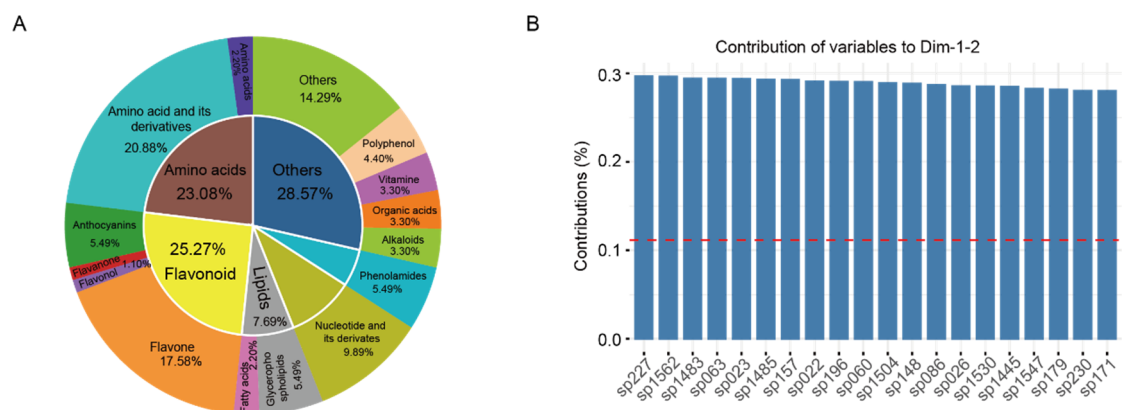 A
Others
14.29%
Polyphenol
4.40%
Vitamine
3.30%
Organic acids
3.30%
Alkaloids
3.30%
Phenolamides
5.49%
Nucleotide and
its derivates
9.89%
Glyceropho
spholipids
5.49%
Fatty acids
2.20%
Flavone
17.58%
Flavonol
1.10%
Flavanone
Anthocyanins
5.49%
Amino acid and its
derivatives
20.88%
Amino acids
2.20%
Amino acids
23.08%
Others
28.57%
25.27%
Flavonoid
Lipids
7.69%
B
Contribution of variables to Dim-1-2
Contributions (%)
0.3
0.2
0.1
0.0
sp227
sp1562
sp1483
sp063
sp023
sp1485
sp157
sp022
sp196
sp060
sp1504
sp148
sp086
sp026
sp1530
sp1445
sp1547
sp179
sp230
sp171